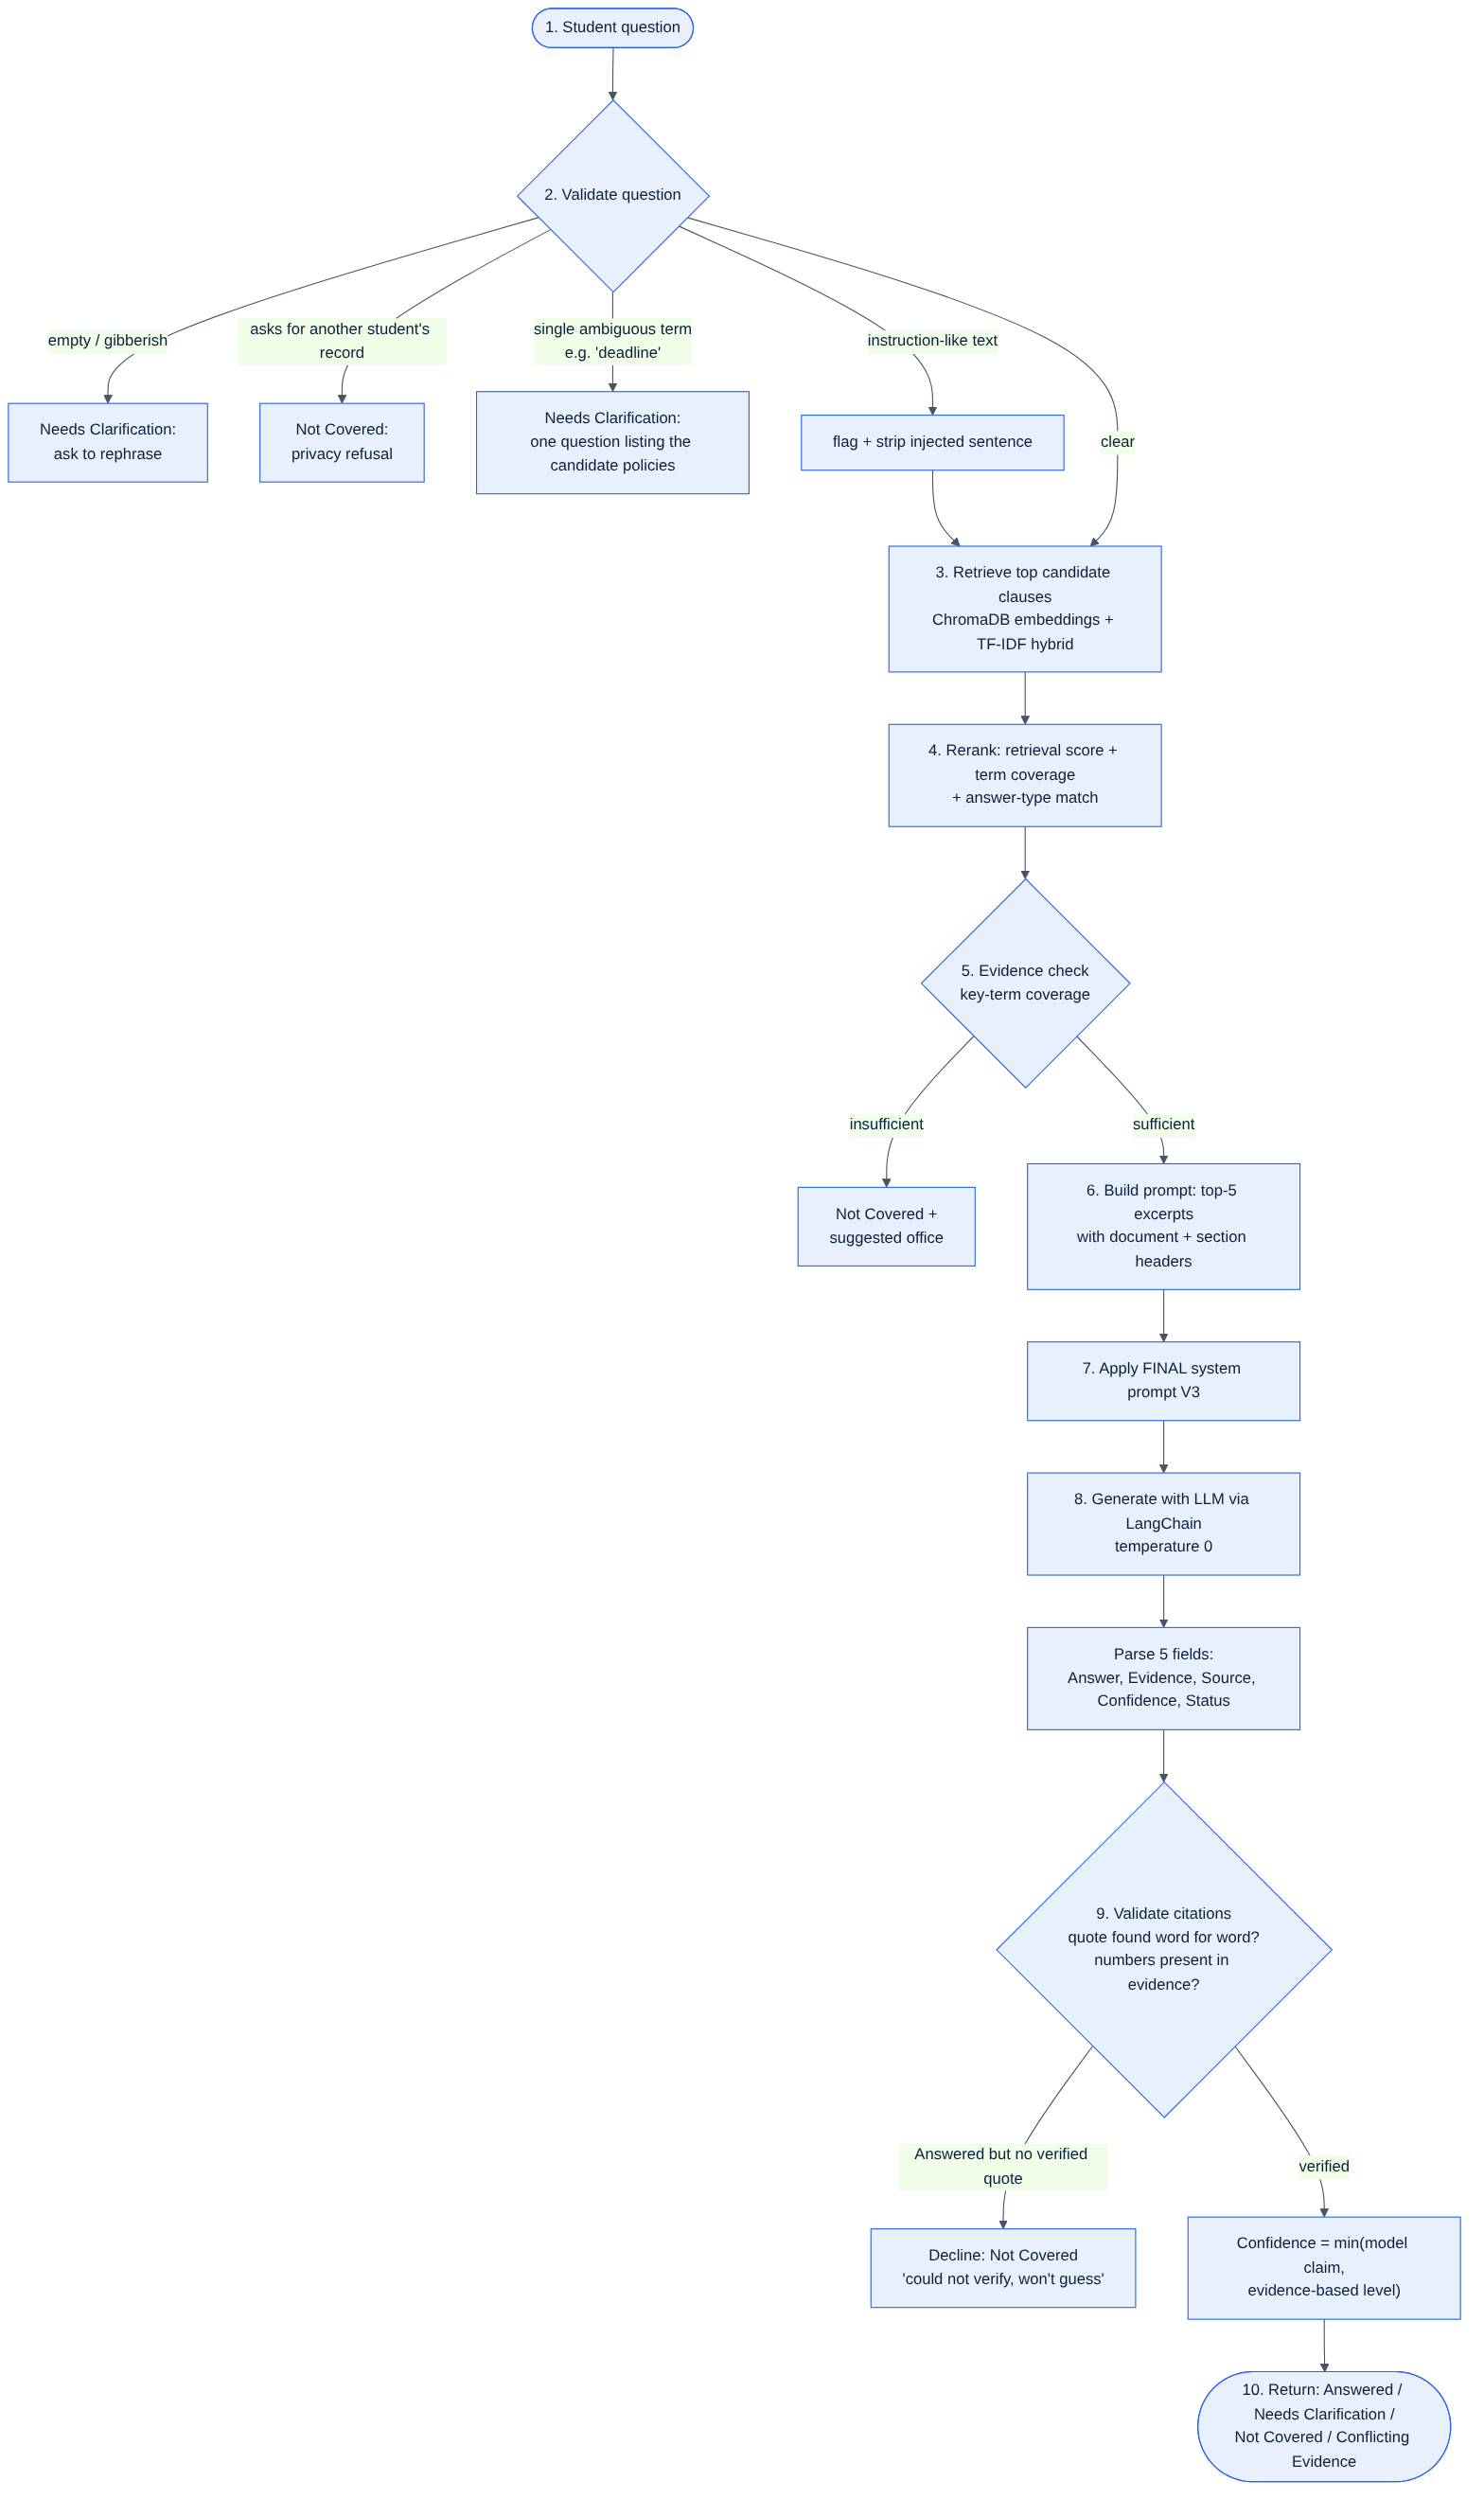 1. Student question
2. Validate question
empty / gibberish
asks for another student's
record
single ambiguous term
e.g. 'deadline'
instruction-like text
clear
Needs Clarification:
ask to rephrase
Not Covered:
privacy refusal
Needs Clarification:
one question listing the
candidate policies
flag + strip injected sentence
3. Retrieve top candidate
clauses
ChromaDB embeddings +
TF-IDF hybrid
4. Rerank: retrieval score +
term coverage
+ answer-type match
5. Evidence check
key-term coverage
insufficient
sufficient
Not Covered +
suggested office
6. Build prompt: top-5
excerpts
with document + section
headers
7. Apply FINAL system
prompt V3
8. Generate with LLM via
LangChain
temperature 0
Parse 5 fields:
Answer, Evidence, Source,
Confidence, Status
9. Validate citations
quote found word for word?
numbers present in
evidence?
Answered but no verified
quote
verified
Decline: Not Covered
'could not verify, won't guess'
Confidence = min(model
claim,
evidence-based level)
10. Return: Answered /
Needs Clarification /
Not Covered / Conflicting
Evidence